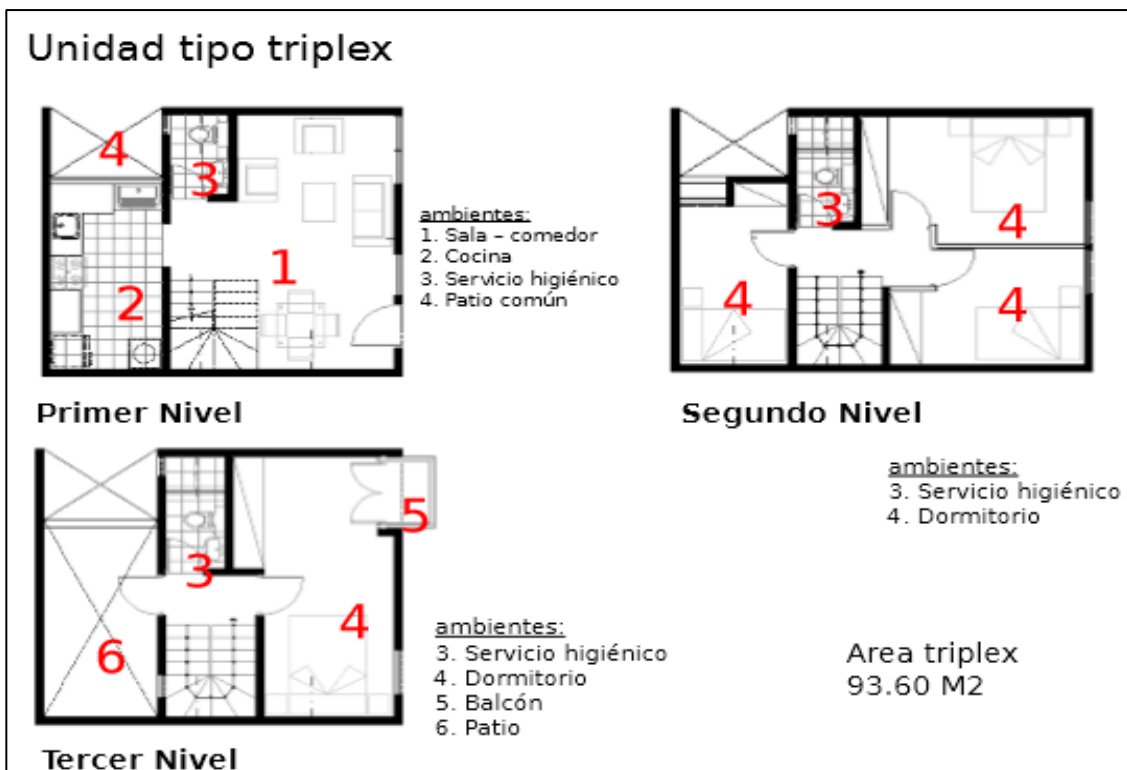 Unidad tipo triplex
4
3
1
2
ambientes:
1. Sala – comedor
2. Cocina
3. Servicio higiénico
4. Patio común
Primer Nivel
3
4
4
4
Segundo Nivel
ambientes:
3. Servicio higiénico
4. Dormitorio
5
3
4
6
ambientes:
3. Servicio higiénico
4. Dormitorio
5. Balcón
6. Patio
Area triplex
93.60 M2
Tercer Nivel